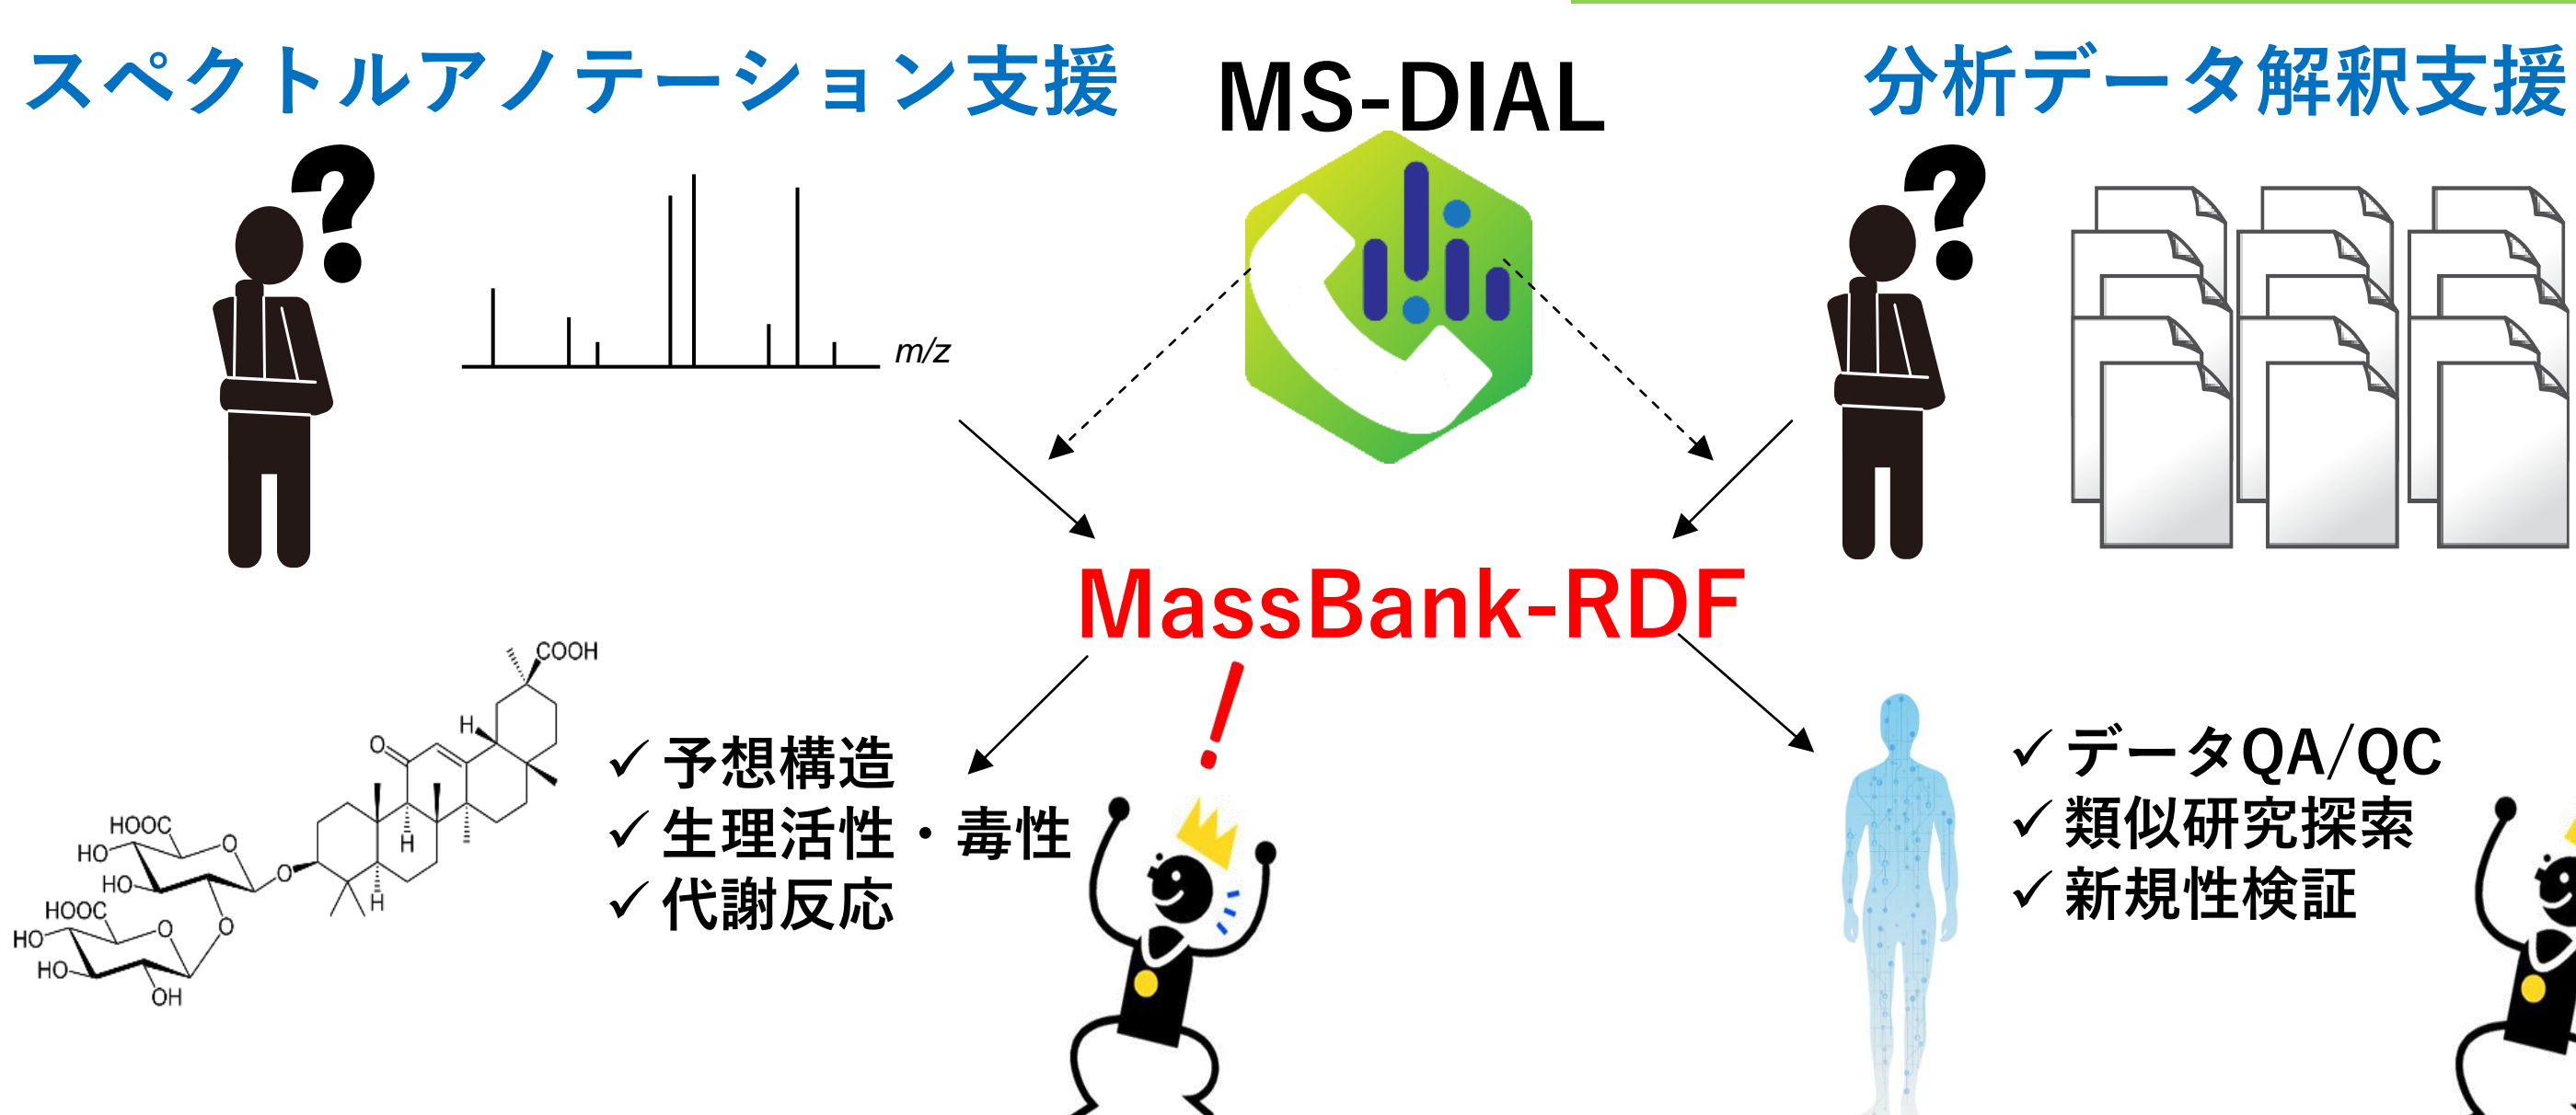 スペクトルアノテーション支援
MS-DIAL
分析データ解釈支援
?
?
m/z
MassBank-RDF
!
COOH
H
O
✓ 予想構造
✓ 生理活性・毒性
✓ 代謝反応
✓ データQA/QC
✓ 類似研究探索
✓ 新規性検証
HOOC
O
HO
H
HO
O
H
HOOC
O
O
HO
HO
OH